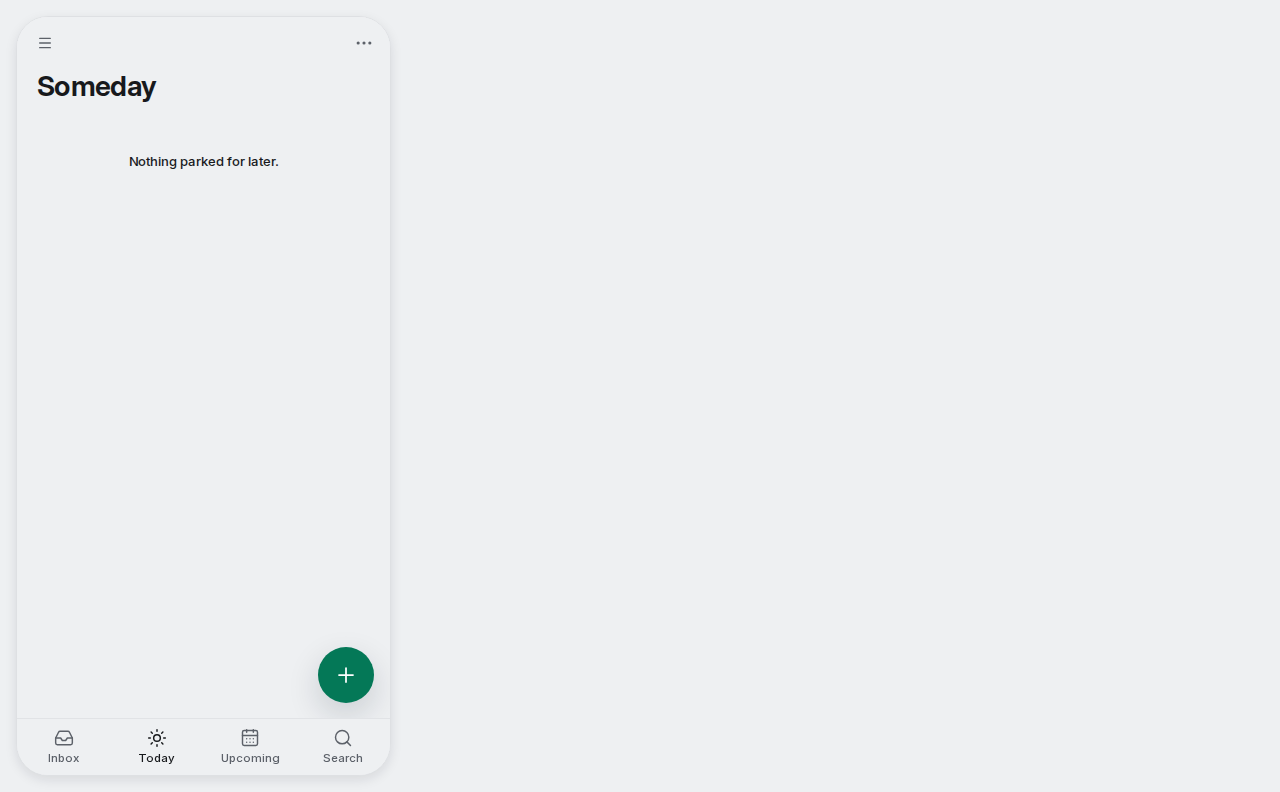 Someday
Nothing parked for later.
Inbox
Today
Upcoming
Search